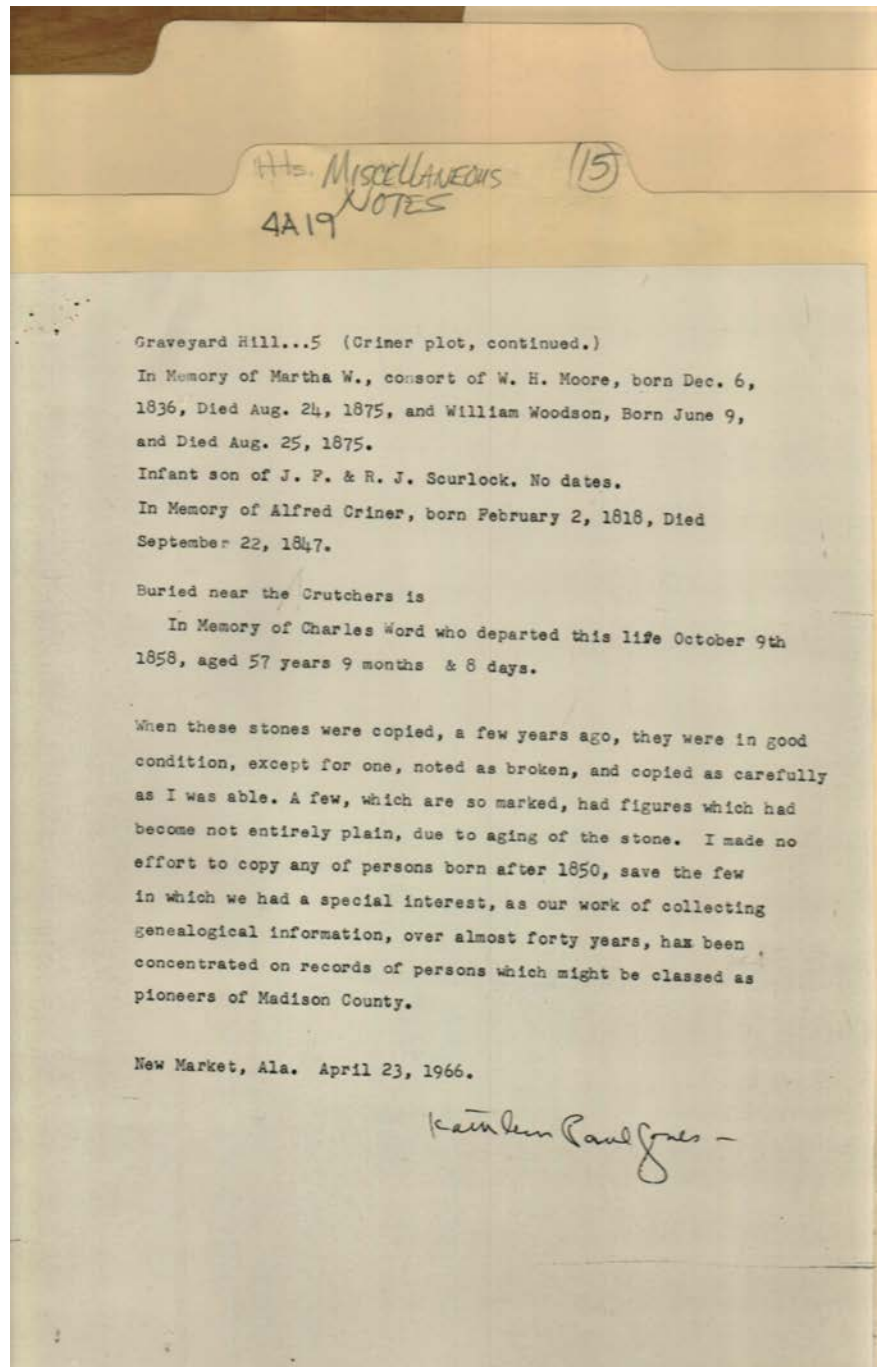 Hts. MISCELLANEOUS (15)
NOTES
4A19
Graveyard Hill...5 (Criner plot, continued.)
In Memory of Martha W., consort of W. H. Moore, born Dec. 6,
1836, Died Aug. 24, 1875, and William Woodson, Born June 9,
and Died Aug. 25, 1875.
Infant son of J. P. & R. J. Scurlock. No dates.
In Memory of Alfred Criner, born February 2, 1818, Died
September 22, 1847.
Buried near the Crutchers is
In Memory of Charles Word who departed this life October 9th
1858, aged 57 years 9 months & 8 days.
When these stones were copied, a few years ago, they were in good
condition, except for one, noted as broken, and copied as carefully
as I was able. A few, which are so marked, had figures which had
become not entirely plain, due to aging of the stone. I made no
effort to copy any of persons born after 1850, save the few
in which we had a special interest, as our work of collecting
genealogical information, over almost forty years, has been
concentrated on records of persons which might be classed as
pioneers of Madison County.
New Market, Ala. April 23, 1966.
Kathleen Paul Jones -